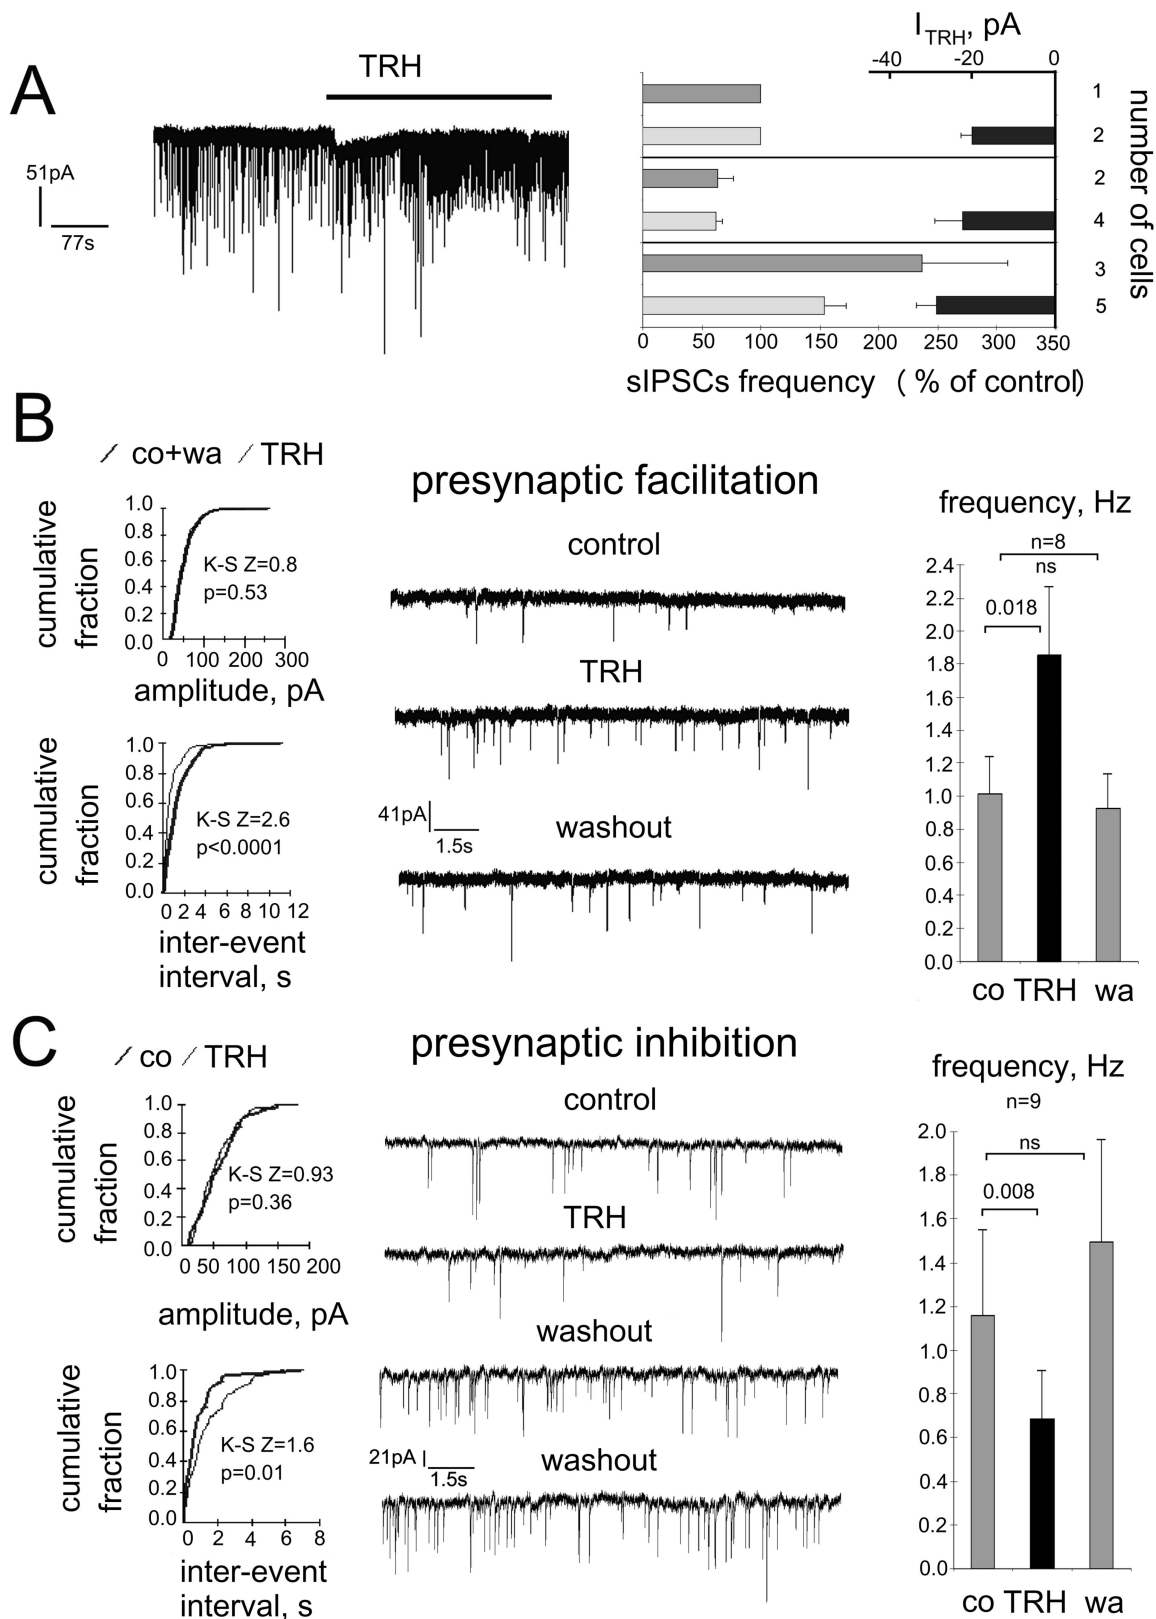 A
TRH
51pA
77s
I TRH, pA
-40 -20 0
1
2
2
4
3
5
number of cells
0 50 100 150 200 250 300 350
sIPSCs frequency ( % of control)
B
co+wa TRH
presynaptic facilitation
cumulative
fraction
1.0
0.8
0.6
0.4
0.2
0.0
K-S Z=0.8
p=0.53
0 100 200 300
amplitude, pA
cumulative
fraction
1.0
0.8
0.6
0.4
0.2
0.0
K-S Z=2.6
p<0.0001
0 2 4 6 8 10 12
inter-event
interval, s
control
TRH
41pA
1.5s
washout
frequency, Hz
n=8
ns
0.018
2.4
2.2
2.0
1.8
1.6
1.4
1.2
1.0
0.8
0.6
0.4
0.2
0.0
co TRH wa
C
co TRH
presynaptic inhibition
cumulative
fraction
1.0
0.8
0.6
0.4
0.2
0.0
K-S Z=0.93
p=0.36
0 50 100 150 200
amplitude, pA
cumulative
fraction
1.0
0.8
0.6
0.4
0.2
0.0
K-S Z=1.6
p=0.01
0 2 4 6 8
inter-event
interval, s
control
TRH
washout
21pA
1.5s
washout
frequency, Hz
n=9
ns
0.008
2.0
1.8
1.6
1.4
1.2
1.0
0.8
0.6
0.4
0.2
0.0
co TRH wa